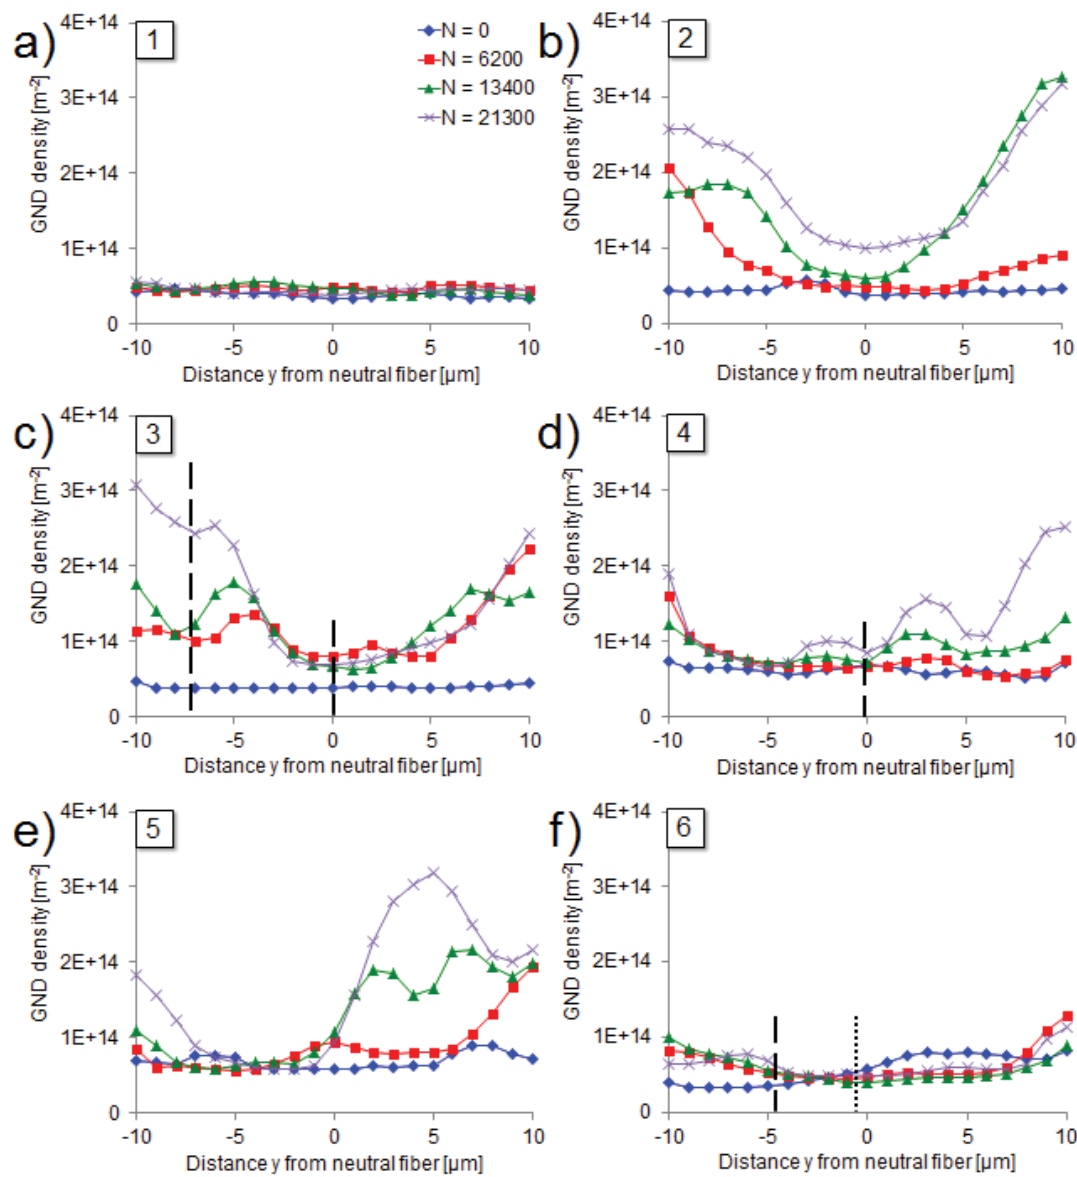 a)
1
4E+14
3E+14
2E+14
1E+14
0
GND density [m⁻²]
-10 -5 0 5 10
Distance y from neutral fiber [µm]
N = 0
N = 6200
N = 13400
N = 21300
b)
2
4E+14
3E+14
2E+14
1E+14
0
GND density [m⁻²]
-10 -5 0 5 10
Distance y from neutral fiber [µm]
c)
3
4E+14
3E+14
2E+14
1E+14
0
GND density [m⁻²]
-10 -5 0 5 10
Distance y from neutral fiber [µm]
d)
4
4E+14
3E+14
2E+14
1E+14
0
GND density [m⁻²]
-10 -5 0 5 10
Distance y from neutral fiber [µm]
e)
5
4E+14
3E+14
2E+14
1E+14
0
GND density [m⁻²]
-10 -5 0 5 10
Distance y from neutral fiber [µm]
f)
6
4E+14
3E+14
2E+14
1E+14
0
GND density [m⁻²]
-10 -5 0 5 10
Distance y from neutral fiber [µm]